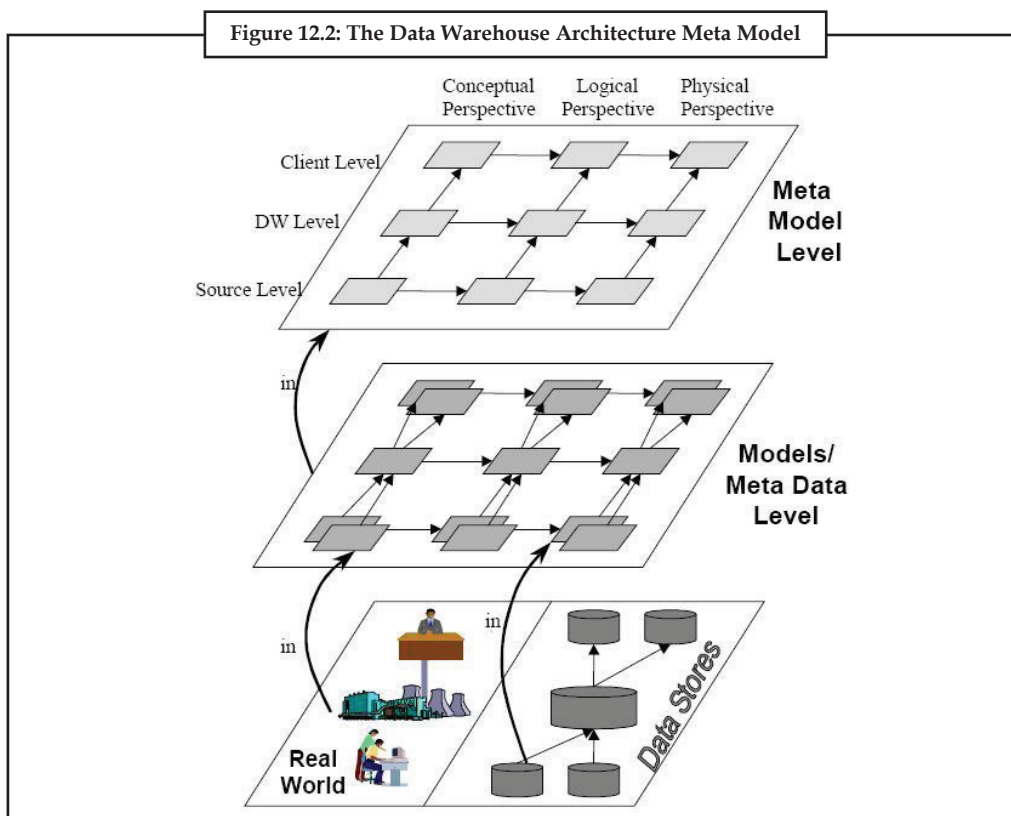 Figure 12.2: The Data Warehouse Architecture Meta Model
Conceptual
Perspective
Logical
Perspective
Physical
Perspective
Client Level
DW Level
Source Level
Meta
Model
Level
in
Models/
Meta Data
Level
in
in
Real
World
Data Stores